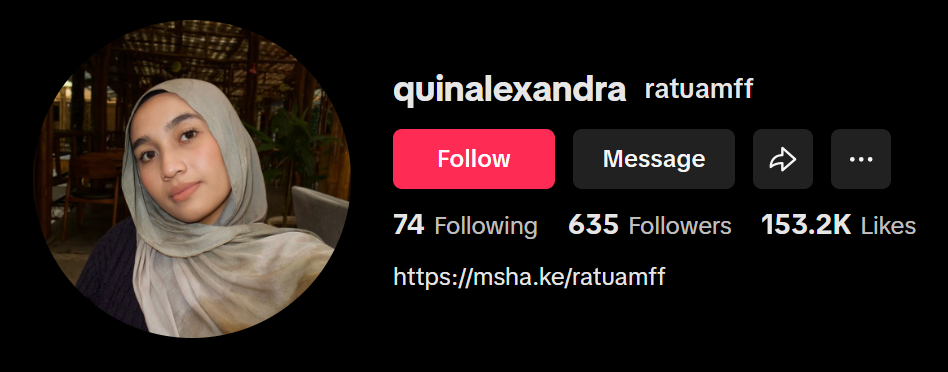 quinalexandra ratuamff
Follow Message
74 Following 635 Followers 153.2K Likes
https://msha.ke/ratuamff